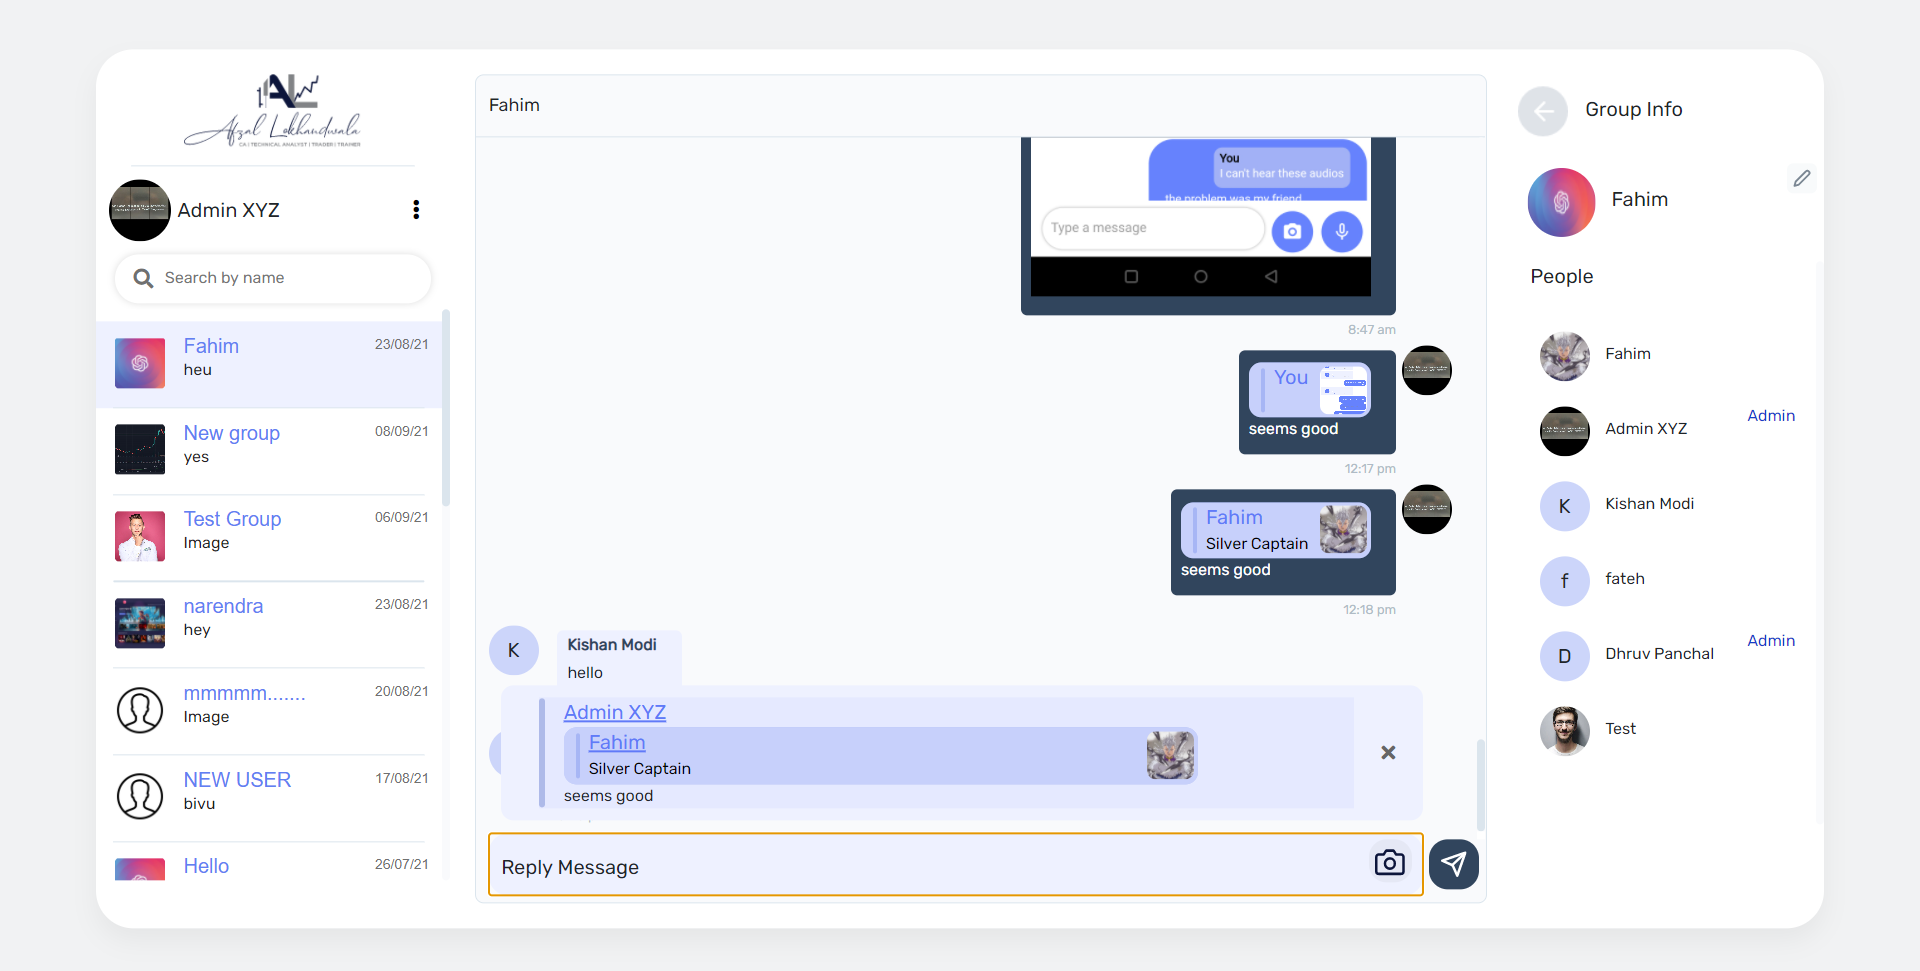 AL
Afzal Lokhandwala
CA | TECHNICAL ANALYST | TRADER | TRAINER
Admin XYZ
Search by name
Fahim
23/08/21
heu
New group
08/09/21
yes
Test Group
06/09/21
Image
narendra
23/08/21
hey
mmmmm.......
20/08/21
Image
NEW USER
17/08/21
bivu
Hello
26/07/21
Fahim
You
I can't hear these audios
the problem was my friend
Type a message
8:47 am
You
seems good
12:17 pm
Fahim
Silver Captain
seems good
12:18 pm
K
Kishan Modi
hello
Admin XYZ
Fahim
Silver Captain
seems good
Reply Message
Group Info
Fahim
People
Fahim
Admin XYZ
Admin
K
Kishan Modi
f
fateh
D
Dhruv Panchal
Admin
Test